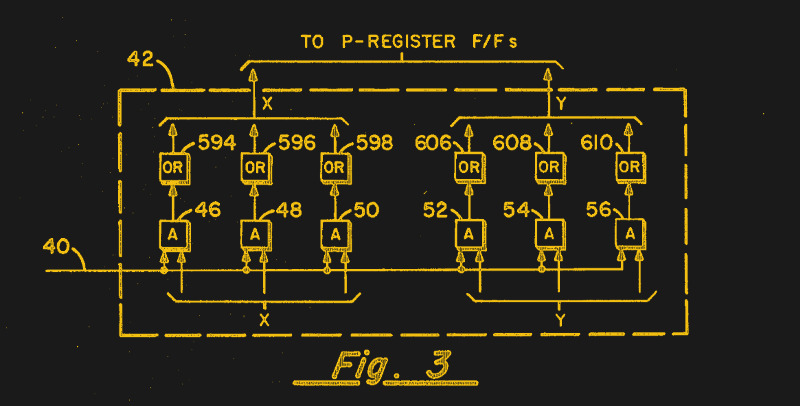 TO P-REGISTER F/Fs
42
X Y
594 596 598 606 608 610
OR OR OR OR OR OR
46 48 50 52 54 56
A A A A A A
40
X Y
Fig. 3